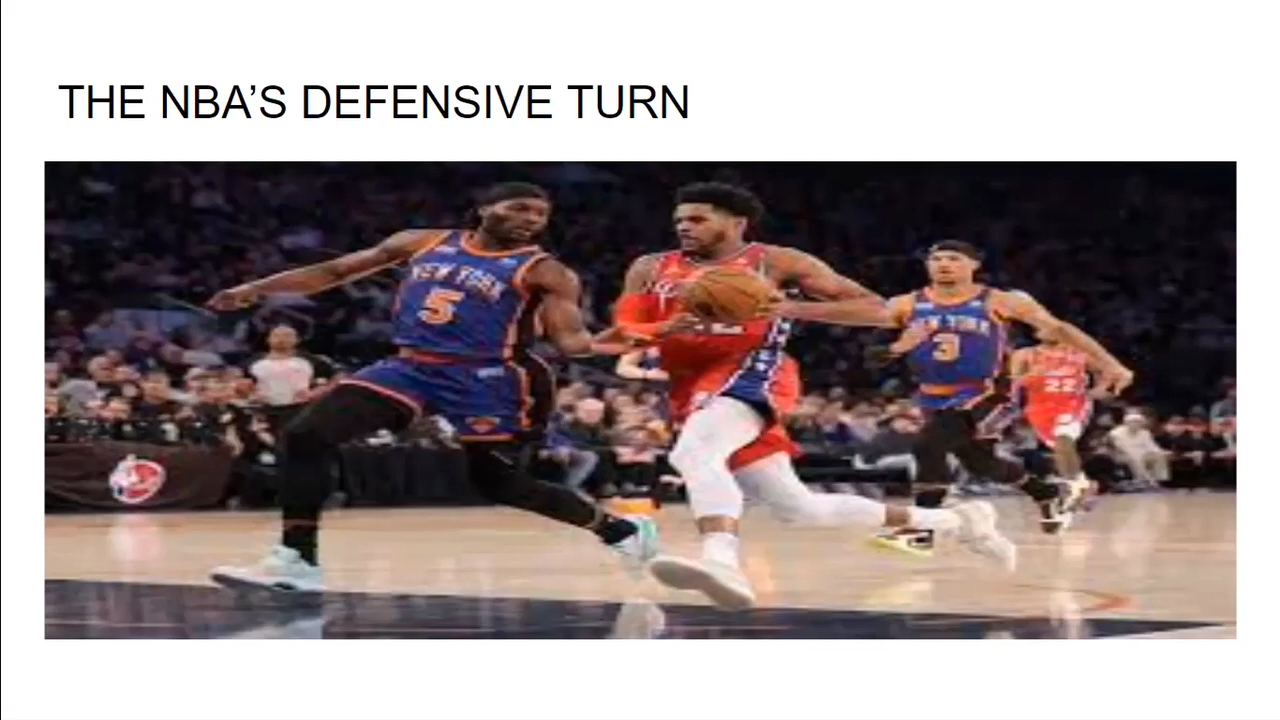 THE NBA’S DEFENSIVE TURN
NEW YORK
5
NEW YORK
3
22